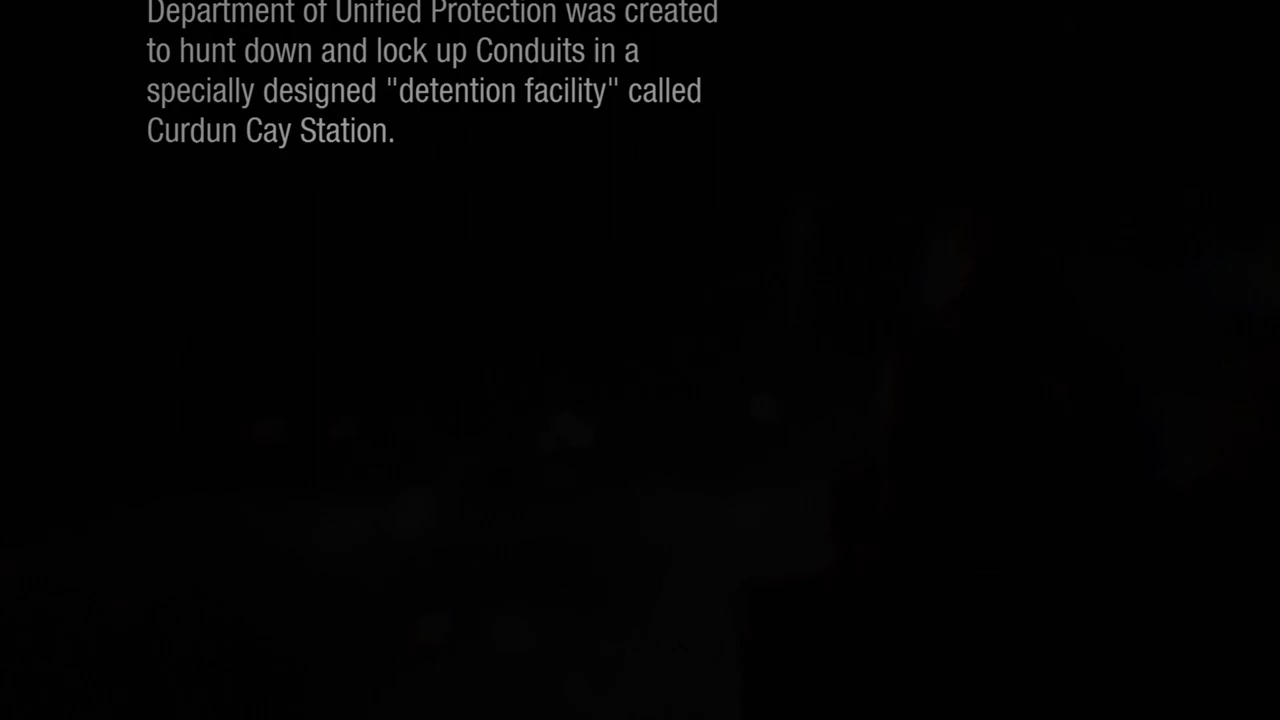 Department of Unified Protection was created
to hunt down and lock up Conduits in a
specially designed "detention facility" called
Curdun Cay Station.